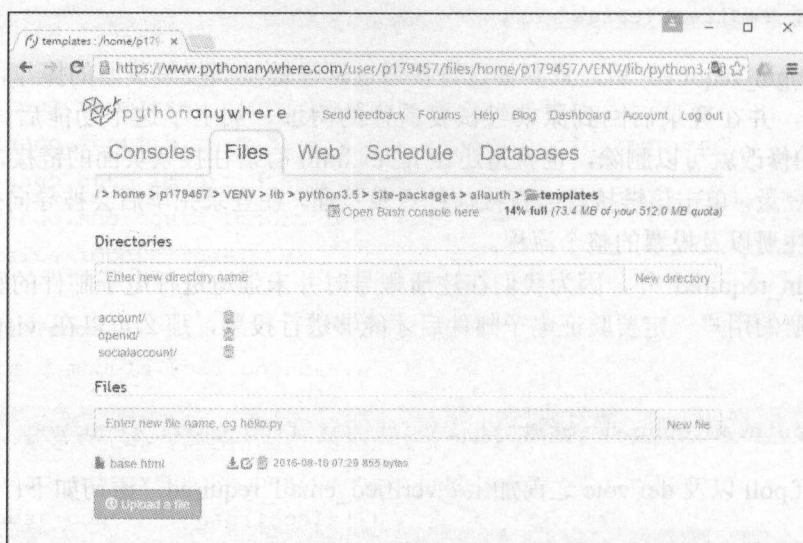 templates : /home/p179
https://www.pythonanywhere.com/user/p179457/files/home/p179457/VENV/lib/python3.
pythonanywhere
Send feedback Forums Help Blog Dashboard Account Log out
Consoles Files Web Schedule Databases
/ > home > p179457 > VENV > lib > python3.5 > site-packages > allauth > templates
Open Bash console here 14% full (73.4 MB of your 512.0 MB quota)
Directories
Enter new directory name New directory
account/
openid/
socialaccount/
Files
Enter new file name, eg hello.py New file
base.html 2016-08-10 07:29 855 bytes
Upload a file